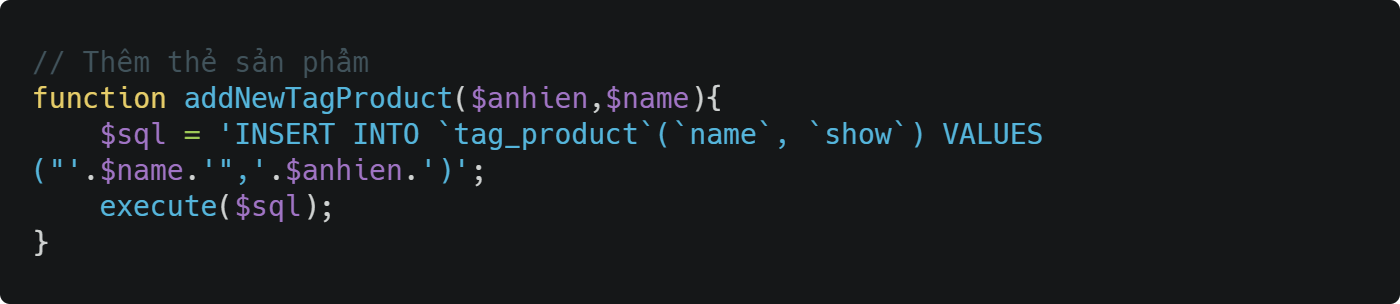 // Thêm thẻ sản phẩm
function addNewTagProduct($anhien,$name){
    $sql = 'INSERT INTO `tag_product`(`name`, `show`) VALUES
("'.$name.'",'.$anhien.')';
    execute($sql);
}